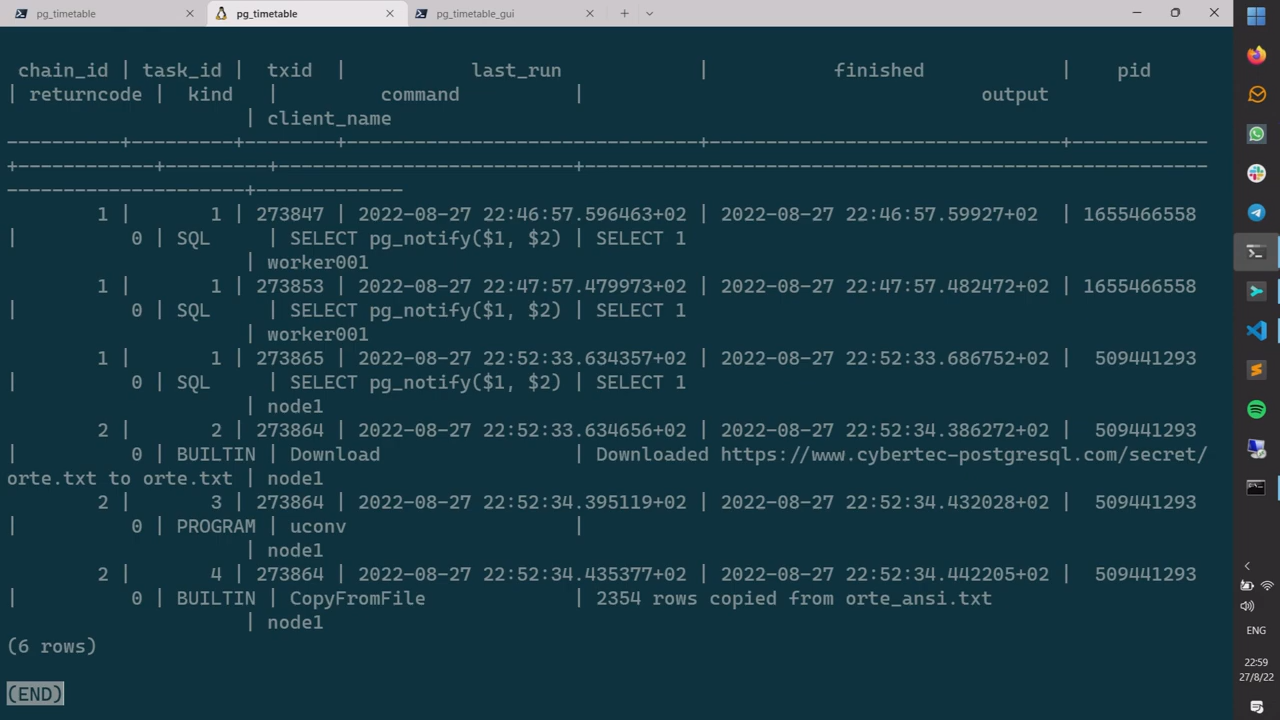 pg_timetable
pg_timetable
pg_timetable_gui
chain_id | task_id | txid | last_run | finished | pid
| returncode | kind | command | output
| client_name
----------+---------+--------+-------------------------------+-------------------------------+------------
+------------+---------+--------------------------+-------------------------------------------------------
---------------------+-------------
1 | 1 | 273847 | 2022-08-27 22:46:57.596463+02 | 2022-08-27 22:46:57.59927+02 | 1655466558
| 0 | SQL | SELECT pg_notify($1, $2) | SELECT 1
| worker001
1 | 1 | 273853 | 2022-08-27 22:47:57.479973+02 | 2022-08-27 22:47:57.482472+02 | 1655466558
| 0 | SQL | SELECT pg_notify($1, $2) | SELECT 1
| worker001
1 | 1 | 273865 | 2022-08-27 22:52:33.634357+02 | 2022-08-27 22:52:33.686752+02 | 509441293
| 0 | SQL | SELECT pg_notify($1, $2) | SELECT 1
| node1
2 | 2 | 273864 | 2022-08-27 22:52:33.634656+02 | 2022-08-27 22:52:34.386272+02 | 509441293
| 0 | BUILTIN | Download | Downloaded https://www.cybertec-postgresql.com/secret/
orte.txt to orte.txt | node1
2 | 3 | 273864 | 2022-08-27 22:52:34.395119+02 | 2022-08-27 22:52:34.432028+02 | 509441293
| 0 | PROGRAM | uconv |
| node1
2 | 4 | 273864 | 2022-08-27 22:52:34.435377+02 | 2022-08-27 22:52:34.442205+02 | 509441293
| 0 | BUILTIN | CopyFromFile | 2354 rows copied from orte_ansi.txt
| node1
(6 rows)
(END)
ENG
22:59
27/8/22